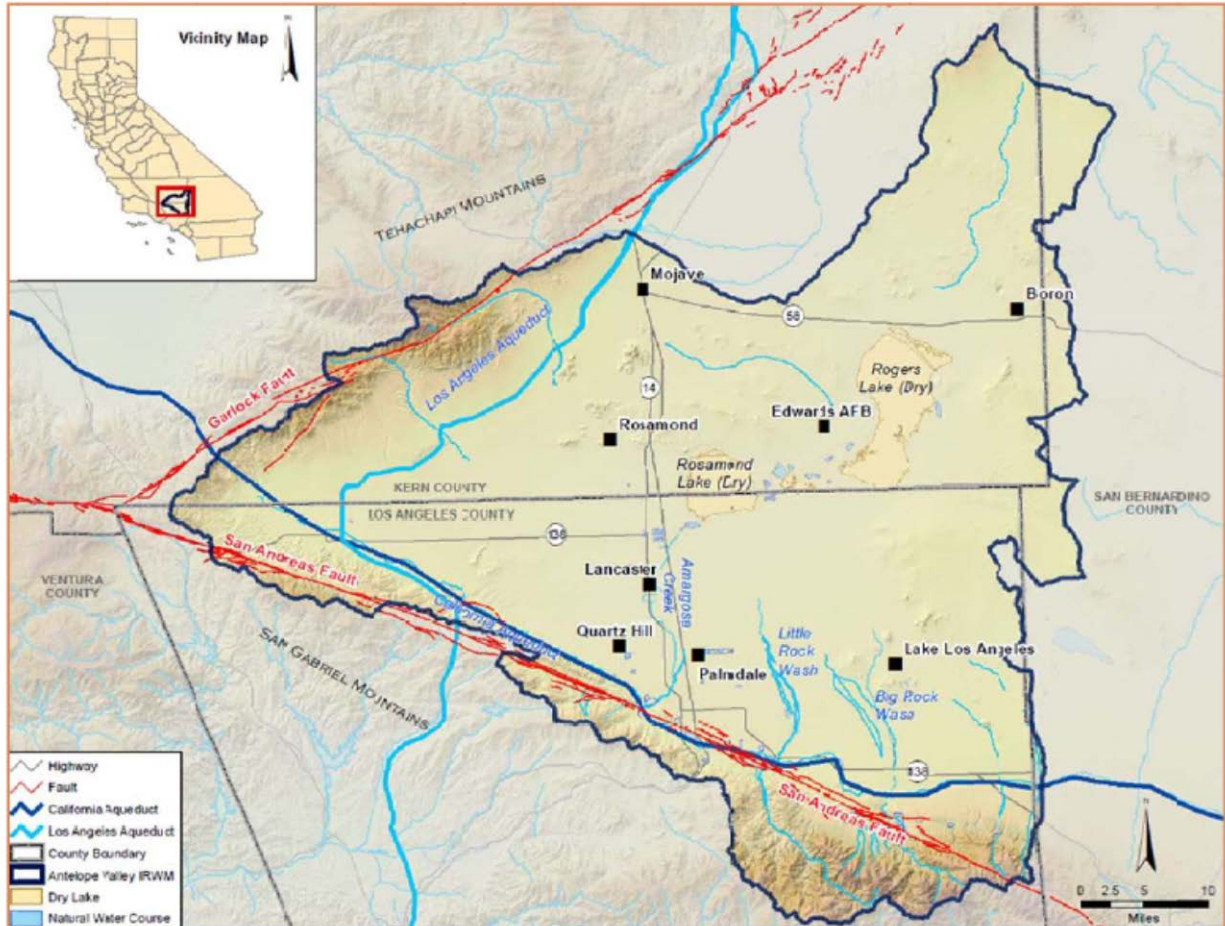 Vicinity Map
N
TEHACHAPI MOUNTAINS
Mojave
Boron
58
Los Angeles Aqueduct
Rogers
Lake (Dry)
14
Garlock Fault
Edwards AFB
Rosamond
Rosamond
Lake (Dry)
KERN COUNTY
LOS ANGELES COUNTY
SAN BERNARDINO
COUNTY
138
San Andreas Fault
VENTURA
COUNTY
Lancaster
Amargosa
Creek
California Aqueduct
Quartz Hill
Little
Rock
Wash
Lake Los Angeles
Palmdale
SAN GABRIEL MOUNTAINS
Big Rock
Wash
138
San Andreas Fault
Highway
Fault
California Aqueduct
Los Angeles Aqueduct
County Boundary
Antelope Valley IRWM
Dry Lake
Natural Water Course
N
0 2.5 5 10
Miles